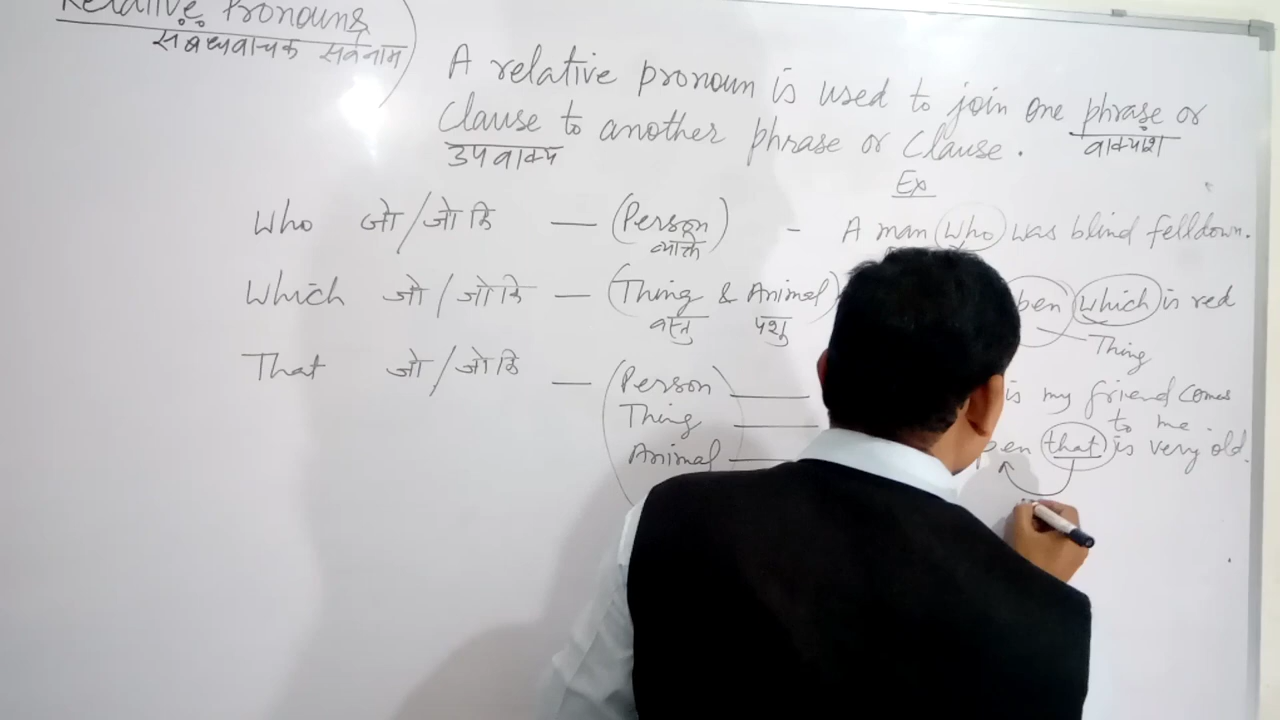 Relative Pronouns
सबंधवाचक सर्वनाम
A relative pronoun is used to join one phrase or
Clause to another phrase or Clause.
उपवाक्य
वाक्यांश
Ex
Who जो/जो कि — (Person) - A man who was blind felldown.
व्यक्ति
Which जो/जो कि — (Thing & Animal) pen which is red
वस्तु पशु
Thing
That जो/जो कि — (Person — is my friend comes
to me.
Thing — pen that is very old.
Animal —